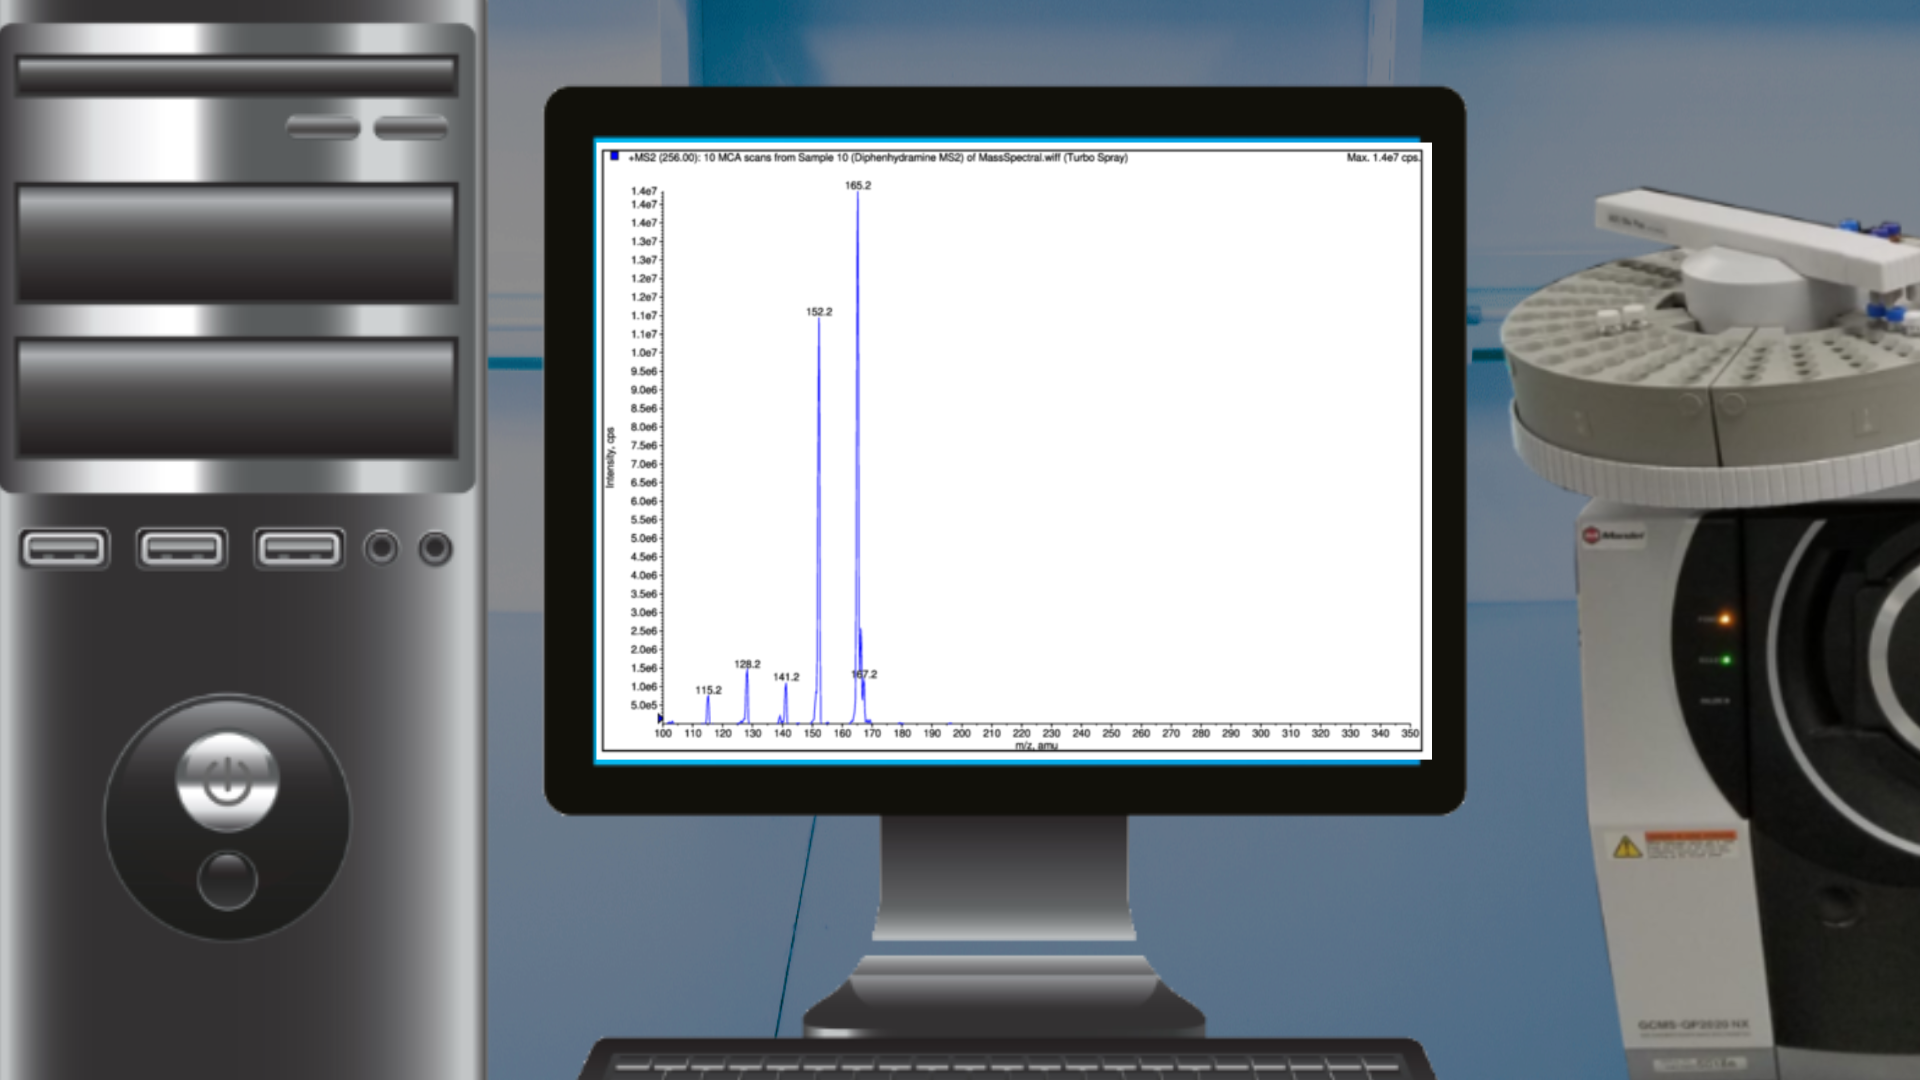 +MS2 (256.00): 10 MCA scans from Sample 10 (Diphenhydramine MS2) of MassSpectral.wiff (Turbo Spray)
Max. 1.4e7 cps.
165.2
1.4e7
1.4e7
1.4e7
1.3e7
1.3e7
1.2e7
1.2e7
152.2
1.1e7
1.1e7
1.0e7
9.5e6
9.0e6
8.5e6
8.0e6
7.5e6
7.0e6
6.5e6
6.0e6
5.5e6
5.0e6
4.5e6
4.0e6
3.5e6
3.0e6
2.5e6
2.0e6
1.5e6
1.0e6
5.0e5
Intensity, cps
128.2
167.2
141.2
115.2
100 110 120 130 140 150 160 170 180 190 200 210 220 230 240 250 260 270 280 290 300 310 320 330 340 350
m/z, amu
GCMS-QP2020 NX